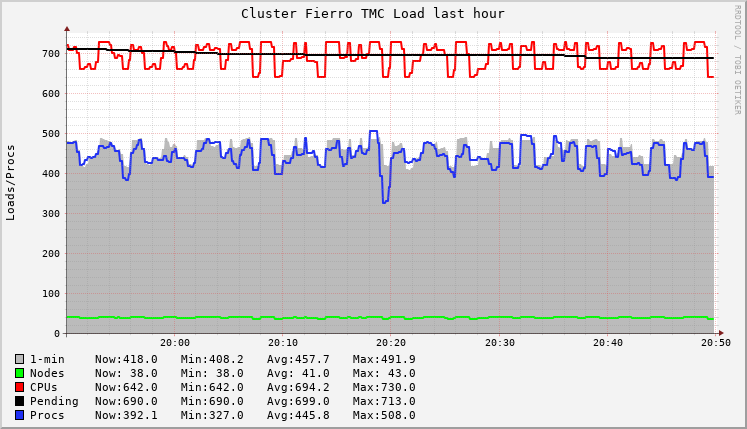 Cluster Fierro TMC Load last hour
RRDTOOL / TOBI OETIKER
Loads/Procs
700
600
500
400
300
200
100
0
20:00 20:10 20:20 20:30 20:40 20:50
1-min Now:418.0 Min:408.2 Avg:457.7 Max:491.9
Nodes Now: 38.0 Min: 38.0 Avg: 41.0 Max: 43.0
CPUs Now:642.0 Min:642.0 Avg:694.2 Max:730.0
Pending Now:690.0 Min:690.0 Avg:699.0 Max:713.0
Procs Now:392.1 Min:327.0 Avg:445.8 Max:508.0